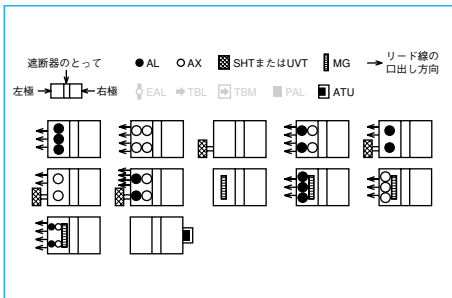 遮断器のとって
AL
AX
SHTまたはUVT
MG
リード線の
口出し方向
左極
右極
EAL
TBL
TBM
PAL
ATU